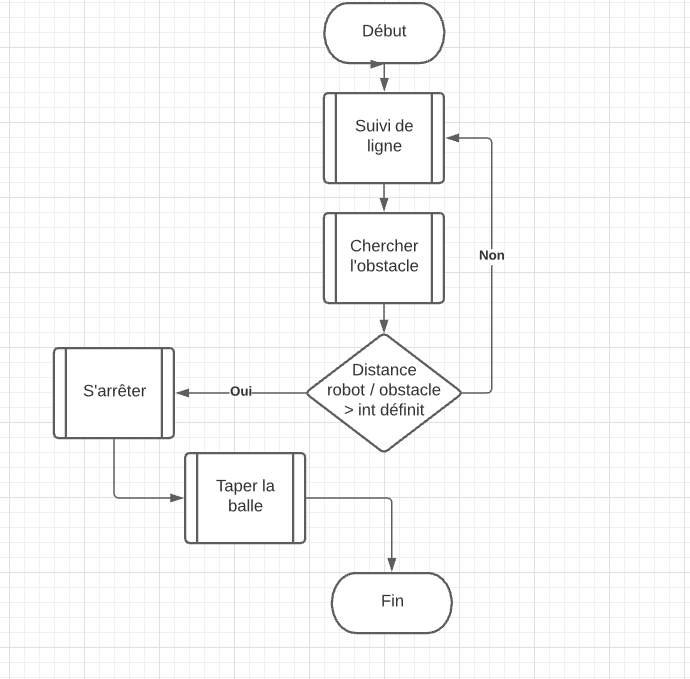 Début
Suivi de
ligne
Chercher
l'obstacle
Non
Distance
robot / obstacle
> int définit
Oui
S'arrêter
Taper la
balle
Fin